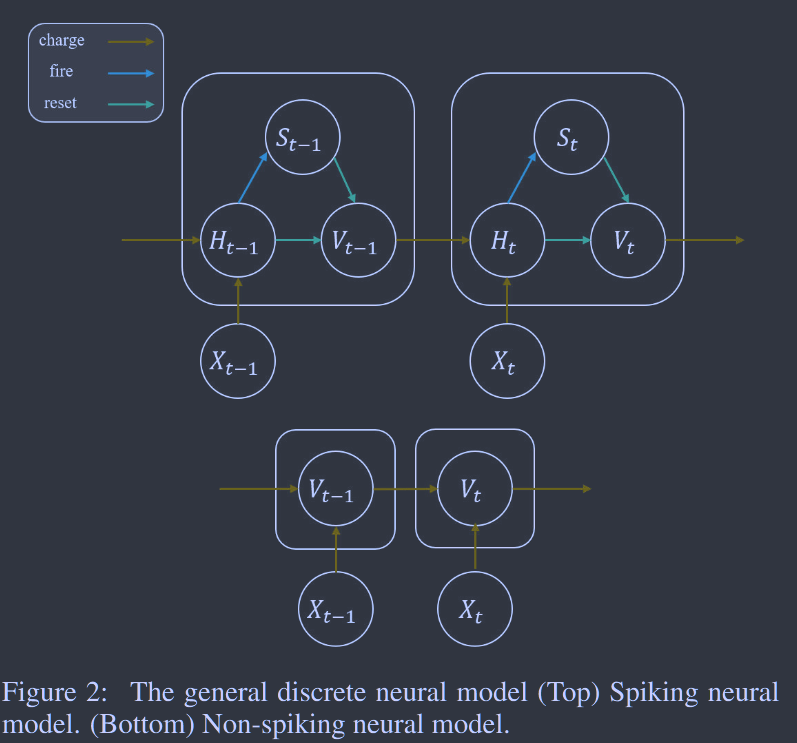 charge
fire
reset
S_{t-1}
S_t
H_{t-1}
V_{t-1}
H_t
V_t
X_{t-1}
X_t
V_{t-1}
V_t
X_{t-1}
X_t
Figure 2: The general discrete neural model (Top) Spiking neural
model. (Bottom) Non-spiking neural model.